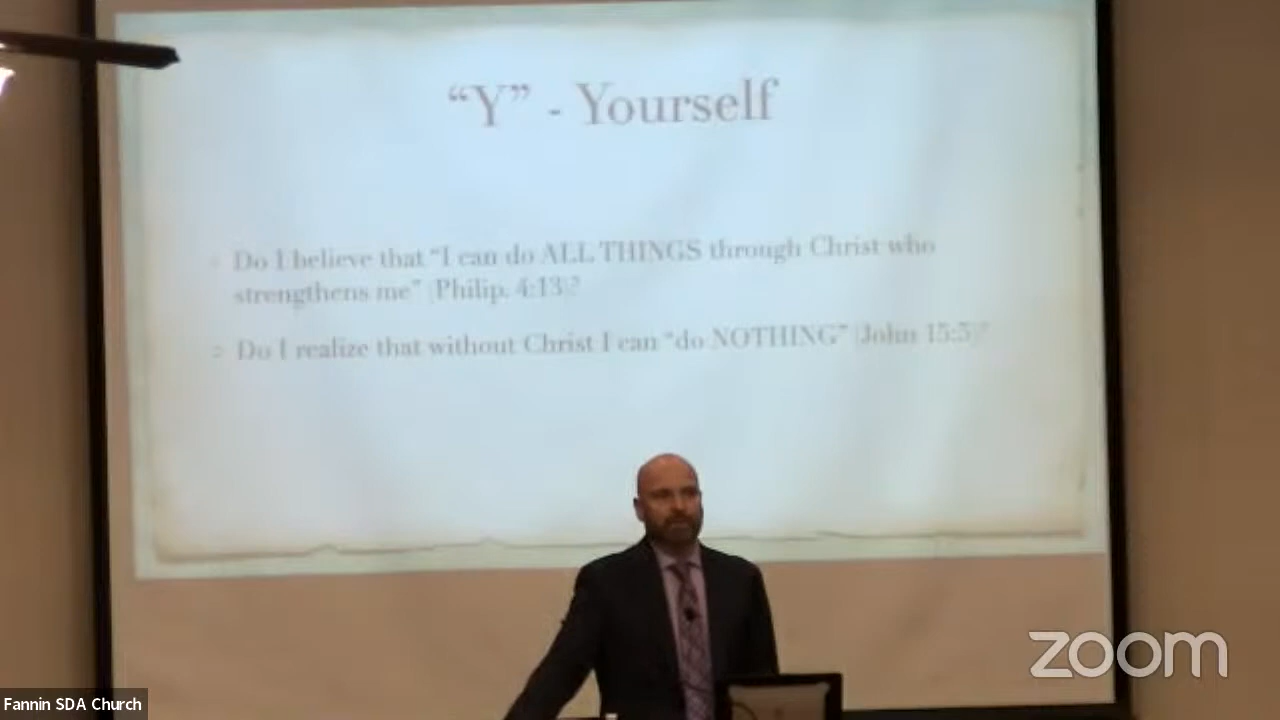 “Y” - Yourself
Do I believe that “I can do ALL THINGS through Christ who
strengthens me” (Philip. 4:13)?
Do I realize that without Christ I can “do NOTHING” (John 15:5)?
zoom
Fannin SDA Church